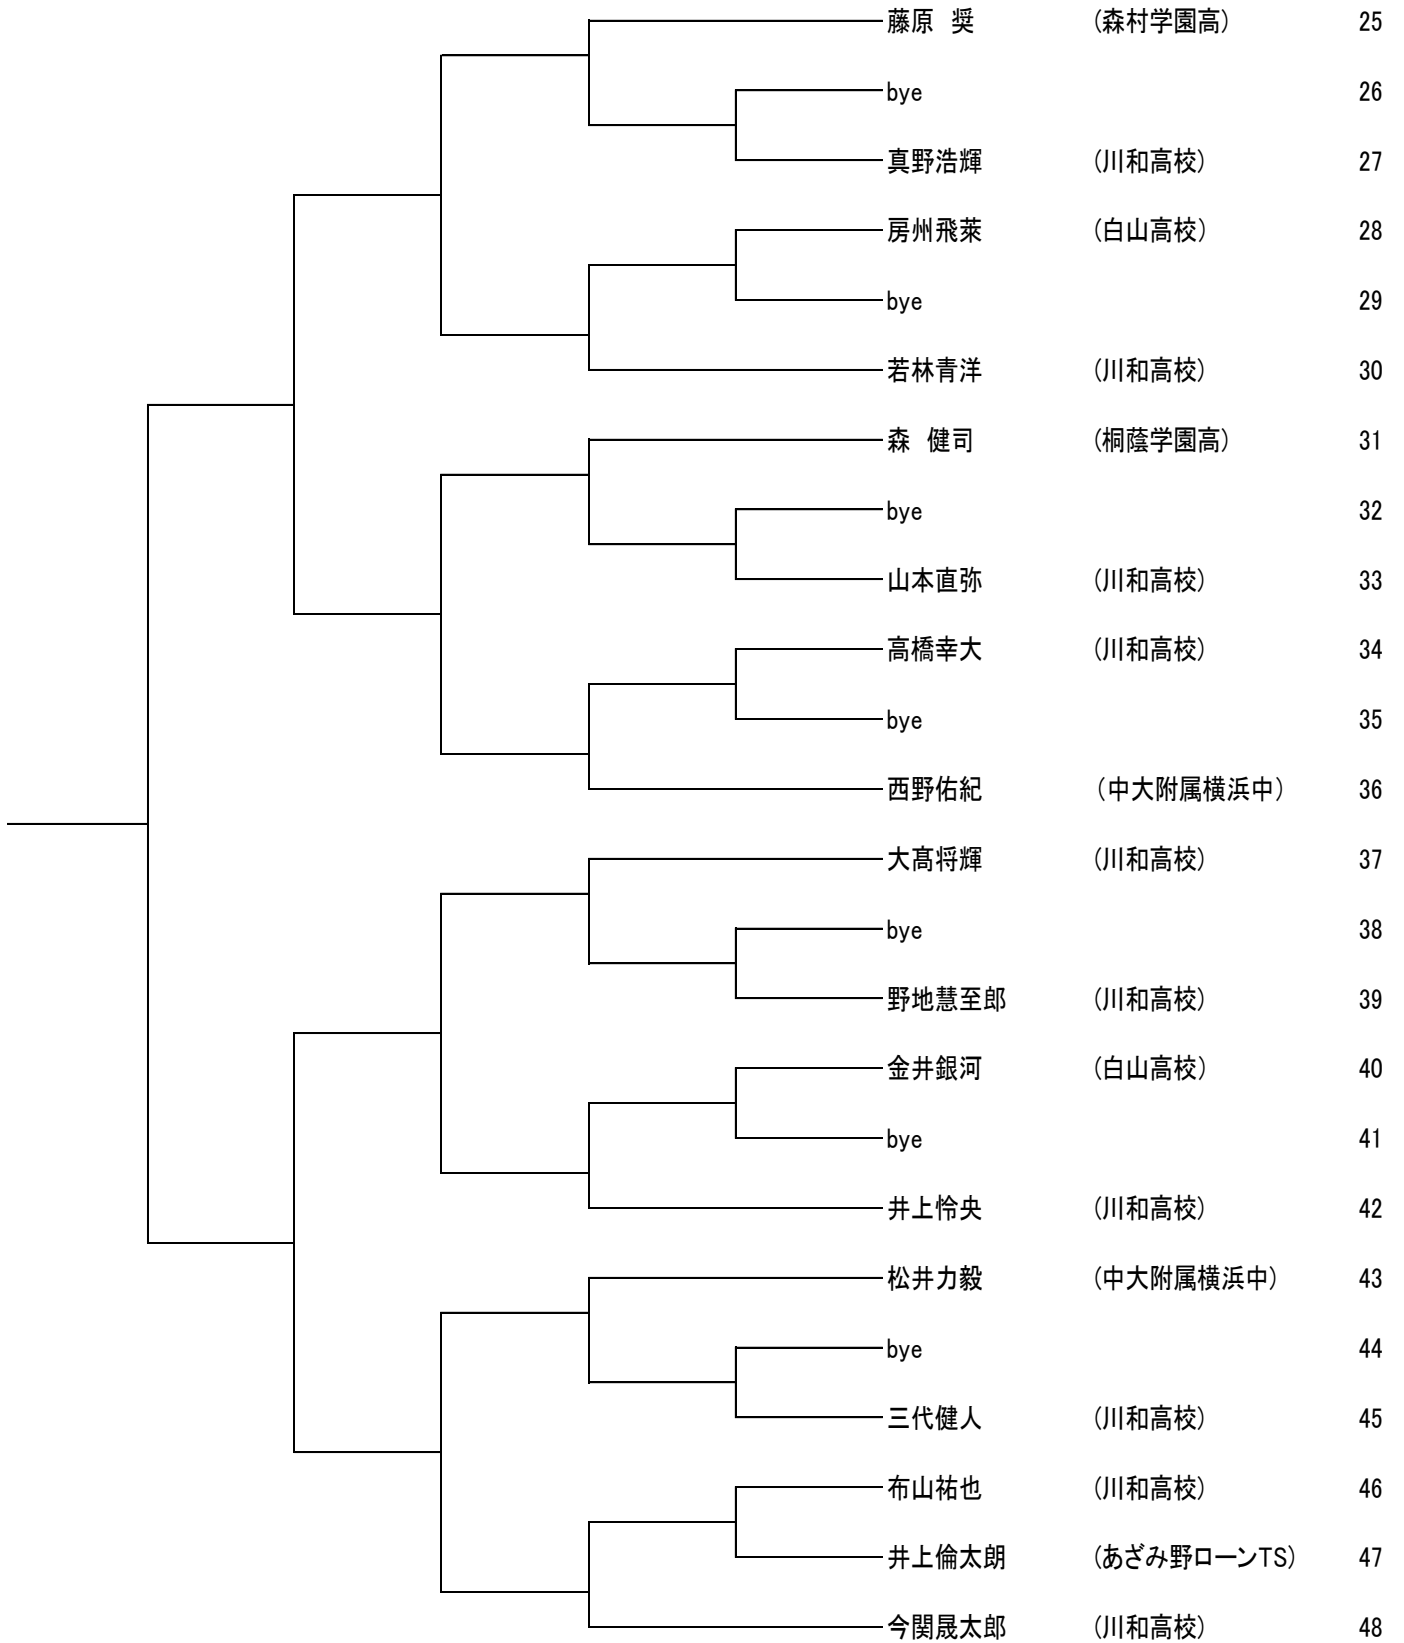 藤原 奨 (森村学園高) 25
bye 26
真野浩輝 (川和高校) 27
房州飛萊 (白山高校) 28
bye 29
若林青洋 (川和高校) 30
森 健司 (桐蔭学園高) 31
bye 32
山本直弥 (川和高校) 33
高橋幸大 (川和高校) 34
bye 35
西野佑紀 (中大附属横浜中) 36
大髙将輝 (川和高校) 37
bye 38
野地慧至郎 (川和高校) 39
金井銀河 (白山高校) 40
bye 41
井上怜央 (川和高校) 42
松井力毅 (中大附属横浜中) 43
bye 44
三代健人 (川和高校) 45
布山祐也 (川和高校) 46
井上倫太朗 (あざみ野ローンTS) 47
今関晟太郎 (川和高校) 48